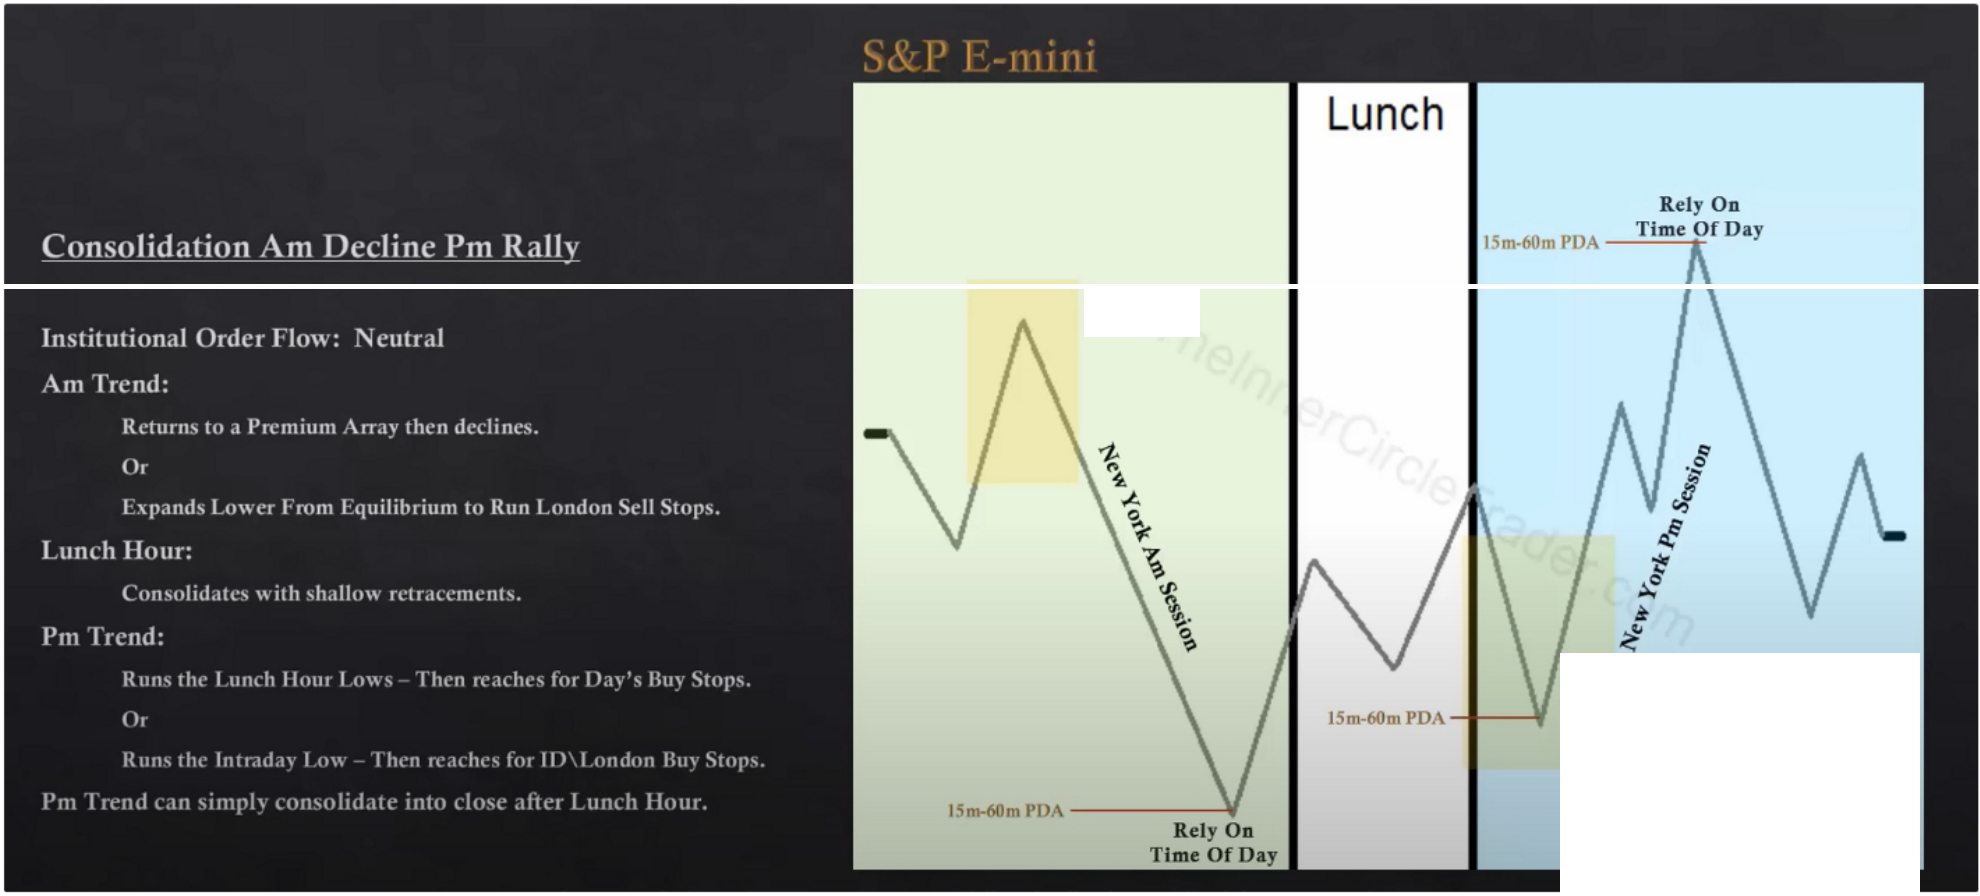 S&P E-mini
Consolidation Am Decline Pm Rally
Institutional Order Flow:  Neutral
Am Trend:
Returns to a Premium Array then declines.
Or
Expands Lower From Equilibrium to Run London Sell Stops.
Lunch Hour:
Consolidates with shallow retracements.
Pm Trend:
Runs the Lunch Hour Lows – Then reaches for Day's Buy Stops.
Or
Runs the Intraday Low – Then reaches for ID\London Buy Stops.
Pm Trend can simply consolidate into close after Lunch Hour.
Lunch
Rely On
Time Of Day
15m-60m PDA
New York Am Session
New York Pm Session
15m-60m PDA
15m-60m PDA
Rely On
Time Of Day